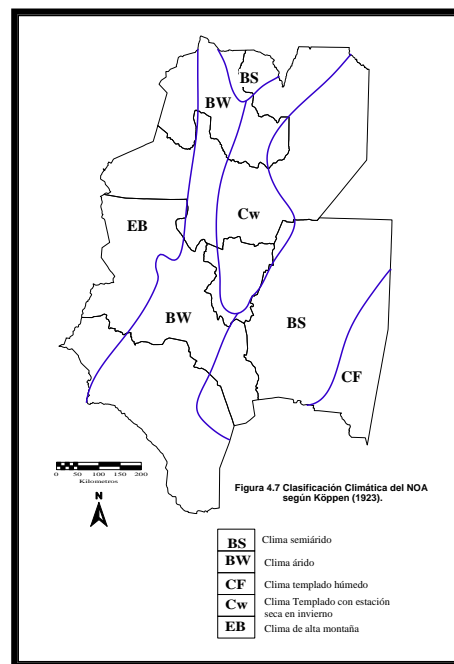 BS
BW
Cw
EB
BW
BS
CF
0 50 100 150 200
Kilometros
N
Figura 4.7 Clasificación Climática del NOA
según Köppen (1923).
BS Clima semiárido
BW Clima árido
CF Clima templado húmedo
Cw Clima Templado con estación
seca en invierno
EB Clima de alta montaña